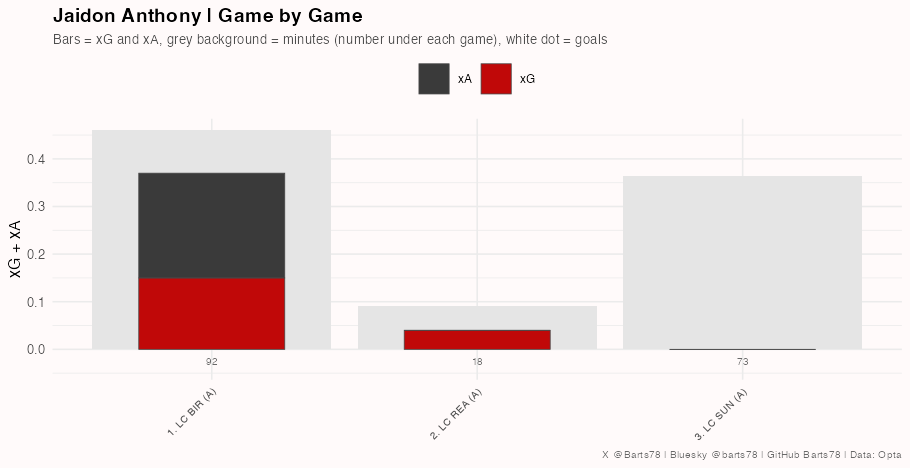 Jaidon Anthony | Game by Game
Bars = xG and xA, grey background = minutes (number under each game), white dot = goals
xA xG
xG + xA
0.4
0.3
0.2
0.1
0.0
92 18 73
1. LC BIR (A) 2. LC REA (A) 3. LC SUN (A)
X @Barts78 | Bluesky @barts78 | GitHub Barts78 | Data: Opta